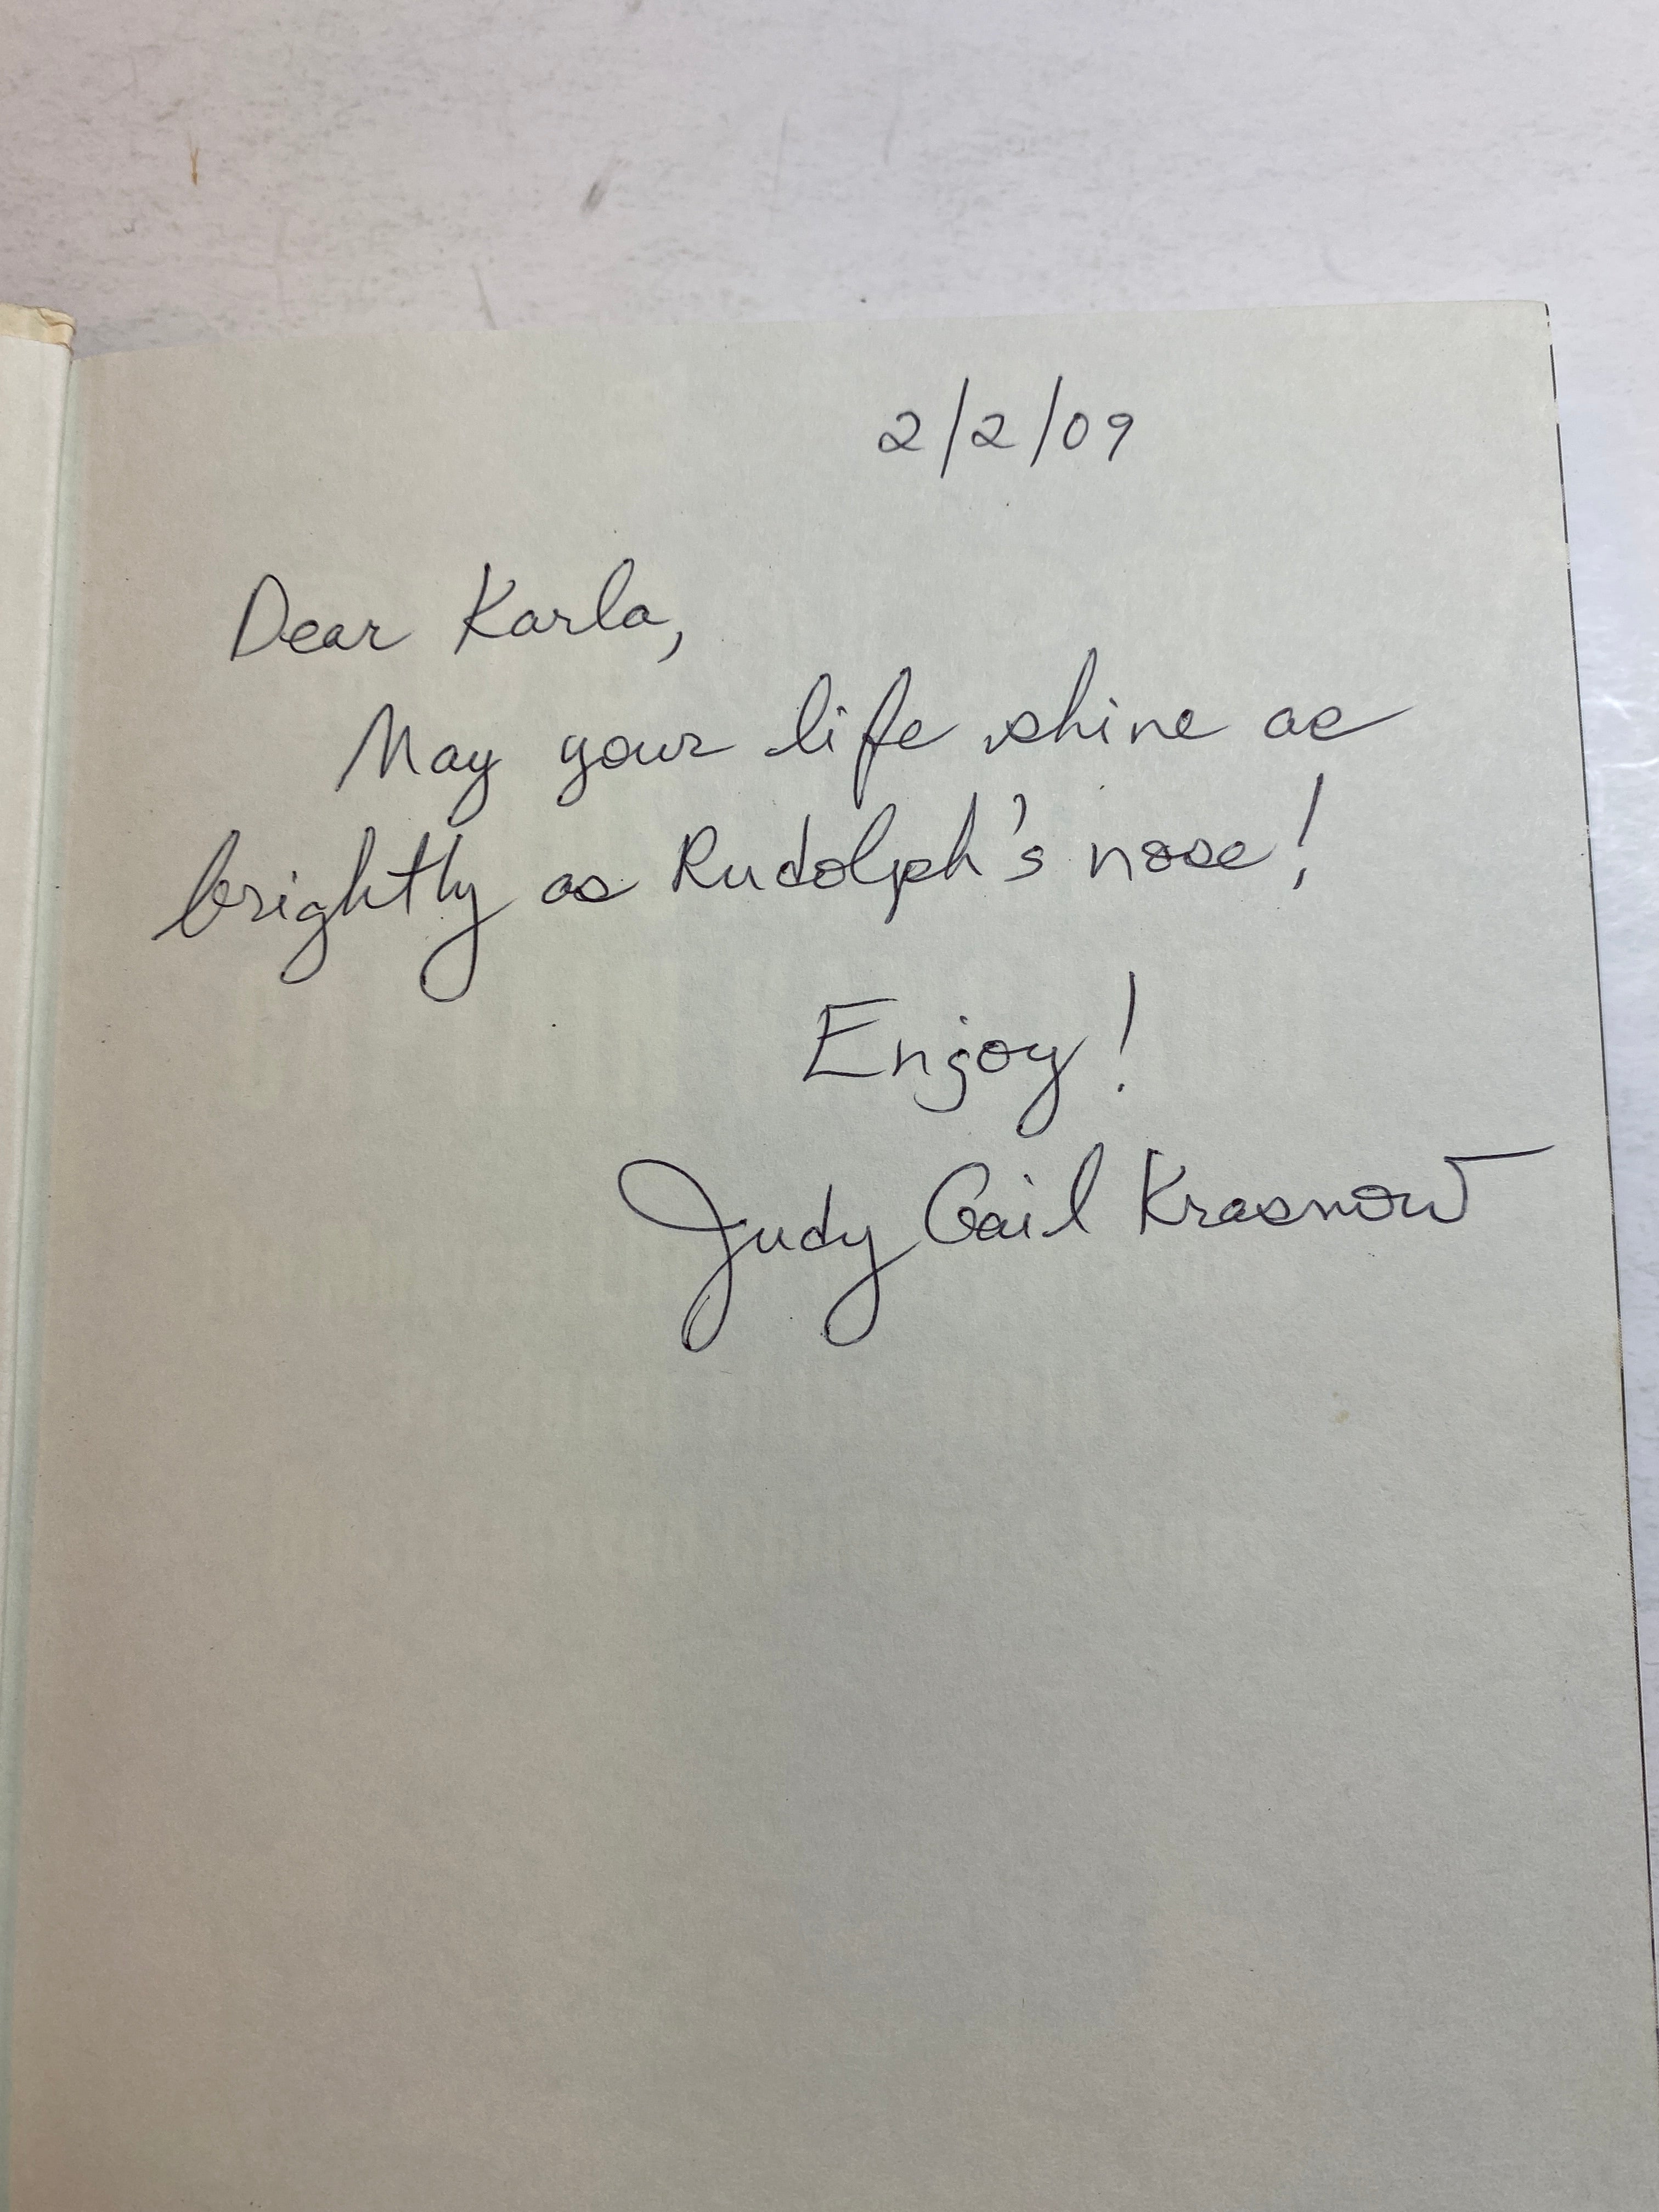 2/2/09
Dear Karla,
May your life shine as
brightly as Rudolph's nose!
Enjoy!
Judy Gail Krasnow